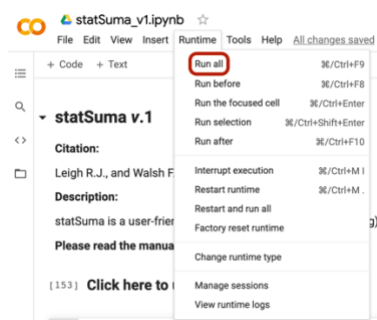 CO statSuma_v1.ipynb
File Edit View Insert Runtime Tools Help All changes saved
+ Code + Text
Run all ⌘/Ctrl+F9
Run before ⌘/Ctrl+F8
Run the focused cell ⌘/Ctrl+Enter
Run selection ⌘/Ctrl+Shift+Enter
Run after ⌘/Ctrl+F10
Interrupt execution ⌘/Ctrl+M I
Restart runtime ⌘/Ctrl+M .
Restart and run all
Factory reset runtime
Change runtime type
Manage sessions
View runtime logs
statSuma v.1
Citation:
Leigh R.J., and Walsh F.
Description:
statSuma is a user-frier g)
Please read the manua
[153] Click here to